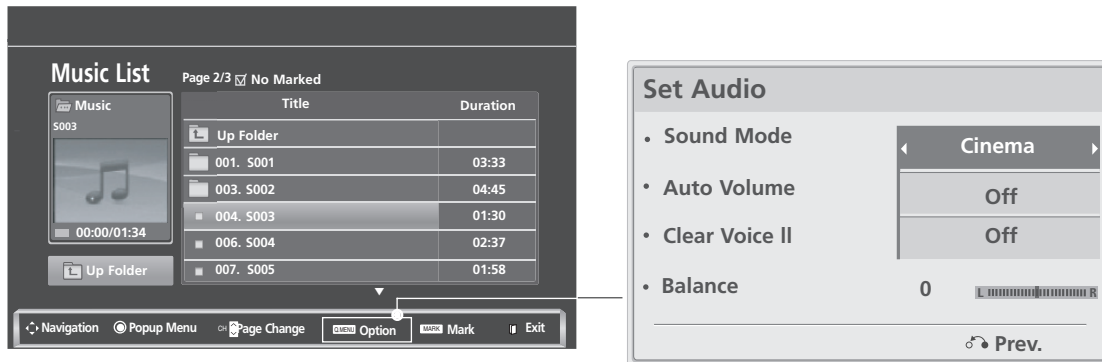 Music List
Page 2/3 ☑ No Marked
Music
S003
00:00/01:34
Up Folder
Title Duration
Up Folder
001. S001 03:33
003. S002 04:45
004. S003 01:30
006. S004 02:37
007. S005 01:58
Navigation Popup Menu CH Page Change Q.MENU Option MARK Mark Exit
Set Audio
• Sound Mode Cinema
• Auto Volume Off
• Clear Voice ll Off
• Balance 0 L R
Prev.